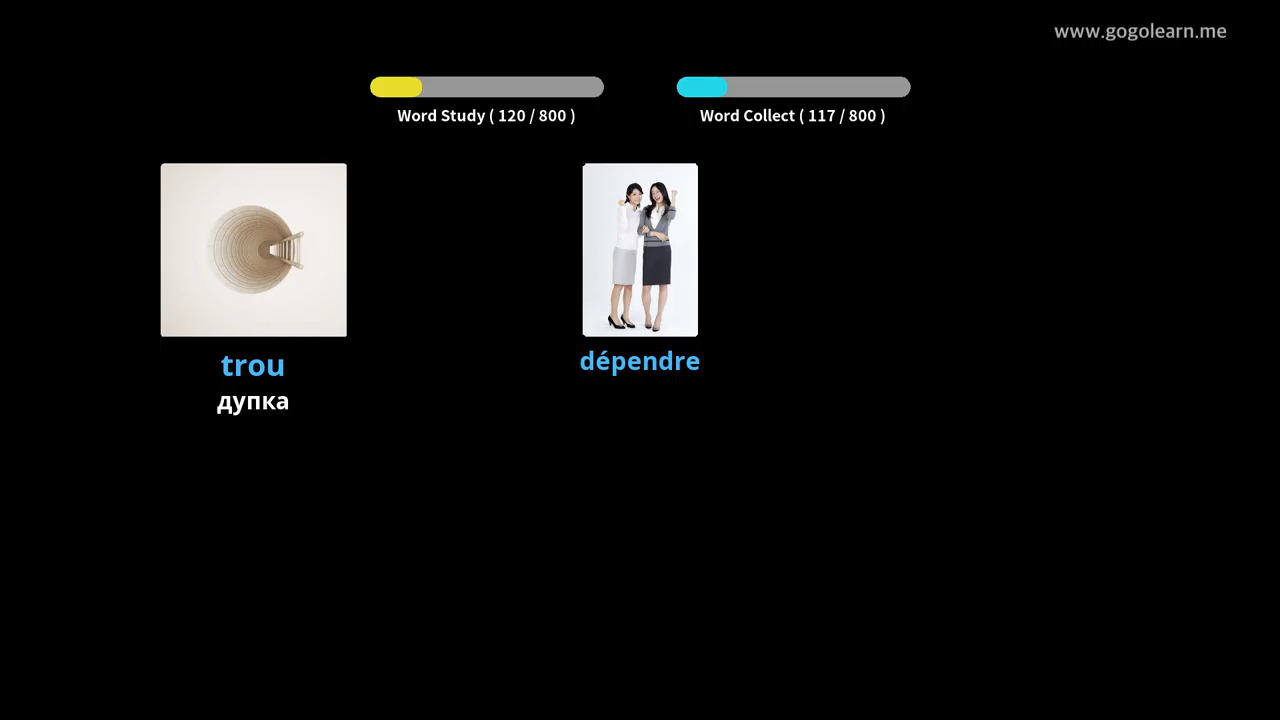 www.gogolearn.me
Word Study ( 120 / 800 )
Word Collect ( 117 / 800 )
trou
дупка
dépendre